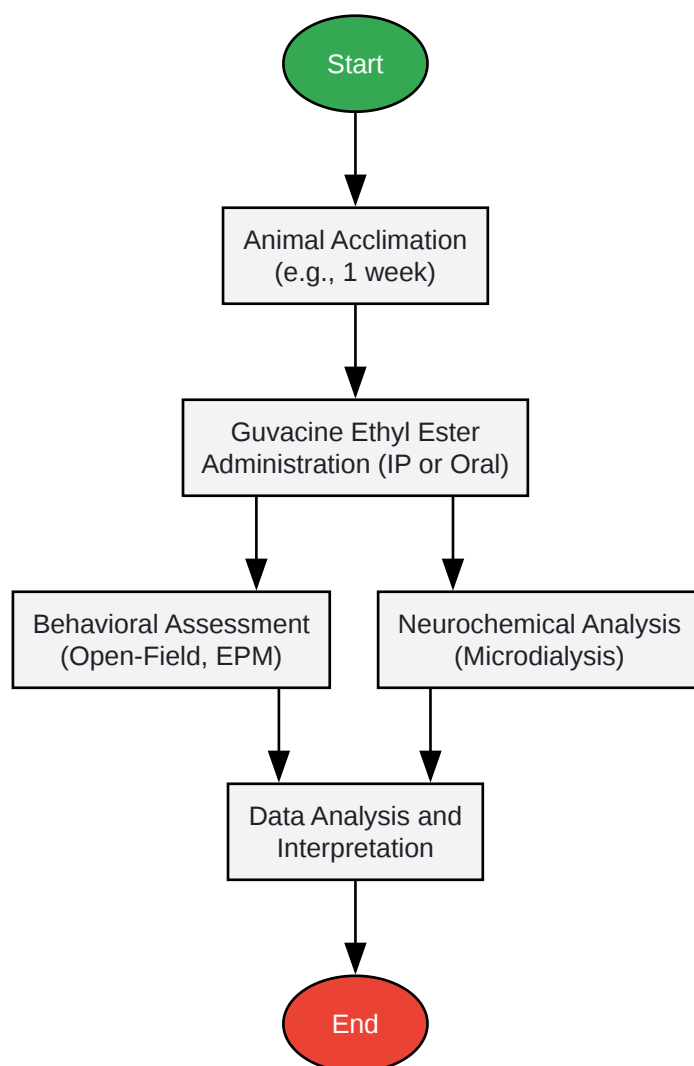 Start
Animal Acclimation
(e.g., 1 week)
Guvacine Ethyl Ester
Administration (IP or Oral)
Behavioral Assessment
(Open-Field, EPM)
Neurochemical Analysis
(Microdialysis)
Data Analysis and
Interpretation
End